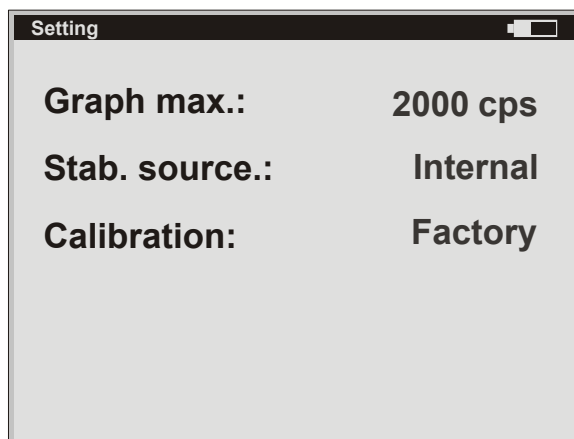 Setting
Graph max.: 2000 cps
Stab. source.: Internal
Calibration: Factory